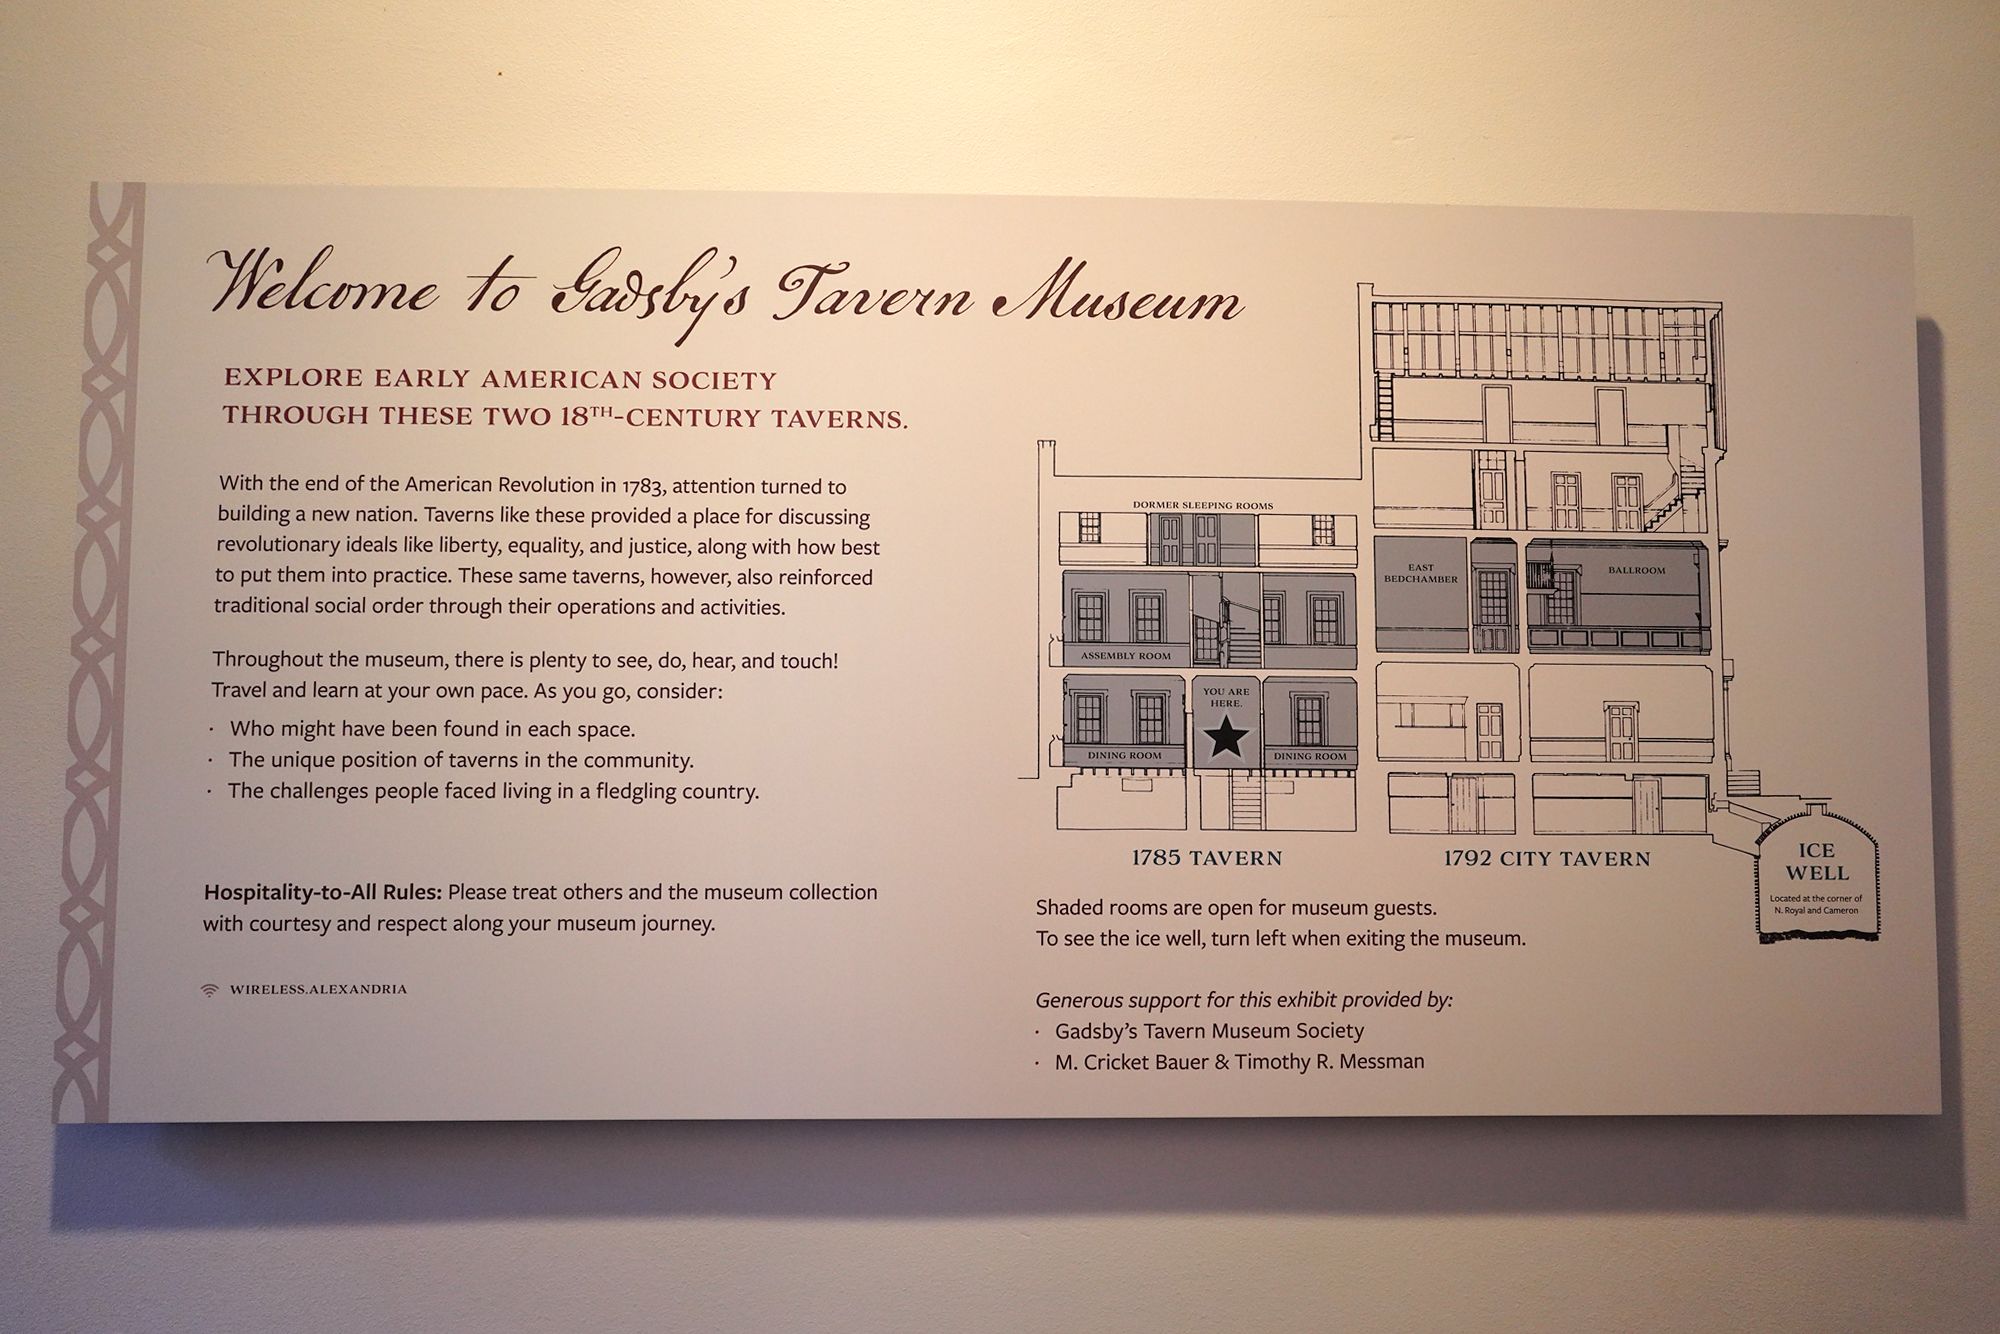 Welcome to Gadsby's Tavern Museum
EXPLORE EARLY AMERICAN SOCIETY
THROUGH THESE TWO 18TH-CENTURY TAVERNS.
With the end of the American Revolution in 1783, attention turned to
building a new nation. Taverns like these provided a place for discussing
revolutionary ideals like liberty, equality, and justice, along with how best
to put them into practice. These same taverns, however, also reinforced
traditional social order through their operations and activities.
Throughout the museum, there is plenty to see, do, hear, and touch!
Travel and learn at your own pace. As you go, consider:
· Who might have been found in each space.
· The unique position of taverns in the community.
· The challenges people faced living in a fledgling country.
Hospitality-to-All Rules: Please treat others and the museum collection
with courtesy and respect along your museum journey.
WIRELESS.ALEXANDRIA
DORMER SLEEPING ROOMS
ASSEMBLY ROOM
DINING ROOM
YOU ARE
HERE.
DINING ROOM
1785 TAVERN
EAST
BEDCHAMBER
BALLROOM
1792 CITY TAVERN
ICE
WELL
Located at the corner of
N. Royal and Cameron
Shaded rooms are open for museum guests.
To see the ice well, turn left when exiting the museum.
Generous support for this exhibit provided by:
· Gadsby's Tavern Museum Society
· M. Cricket Bauer & Timothy R. Messman